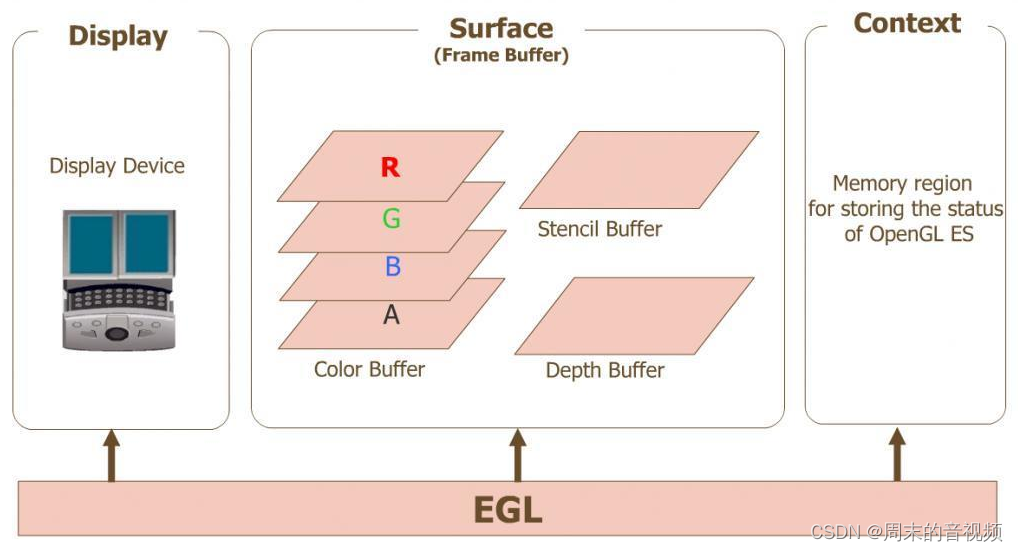 Display
Display Device
Surface
(Frame Buffer)
R
G
B
A
Color Buffer
Stencil Buffer
Depth Buffer
Context
Memory region
for storing the status
of OpenGL ES
EGL
CSDN @周末的音视频